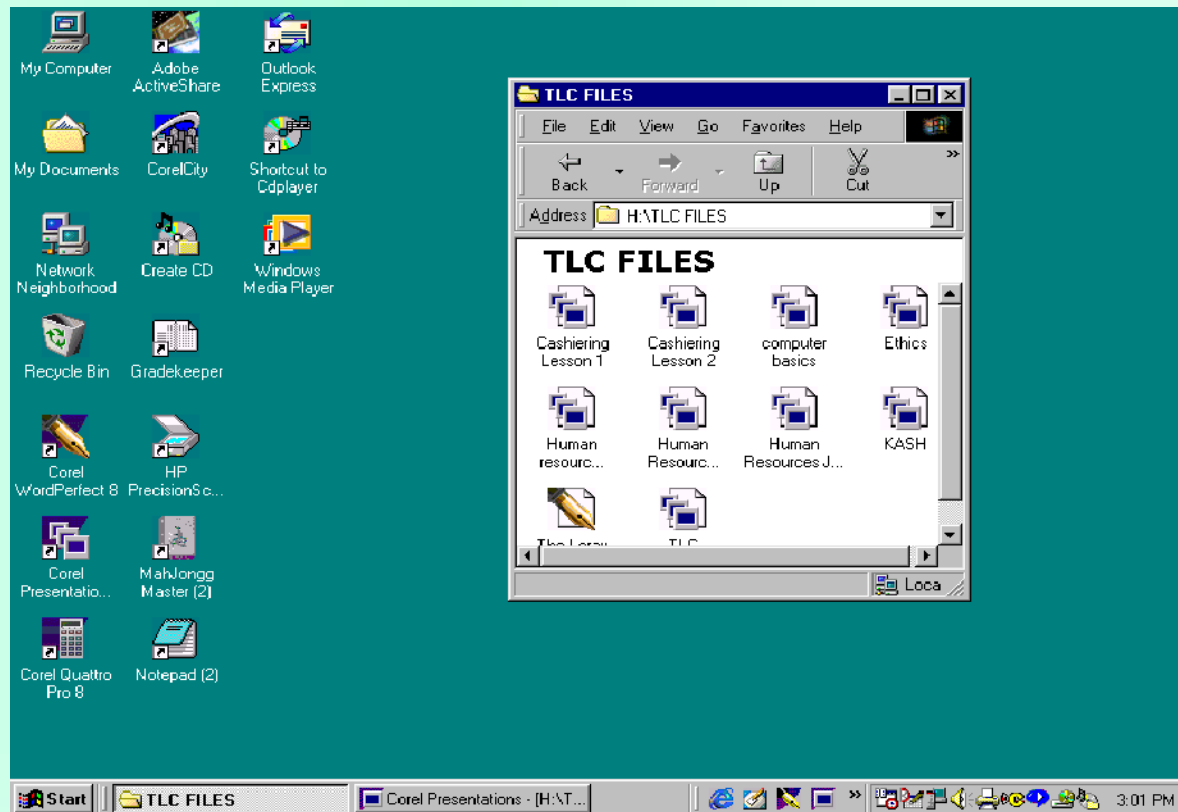 My Computer
Adobe
ActiveShare
Outlook
Express
My Documents
CorelCity
Shortcut to
Cdplayer
Network
Neighborhood
Create CD
Windows
Media Player
Recycle Bin
Gradekeeper
Corel
WordPerfect 8
HP
PrecisionSc...
Corel
Presentatio...
MahJongg
Master (2)
Corel Quattro
Pro 8
Notepad (2)
TLC FILES
File Edit View Go Favorites Help
Back Forward Up Cut »
Address H:\TLC FILES
TLC FILES
Cashiering
Lesson 1
Cashiering
Lesson 2
computer
basics
Ethics
Human
resourc...
Human
Resourc...
Human
Resources J...
KASH
The
TLC
Loca
Start TLC FILES Corel Presentations - [H:\T... » 3:01 PM